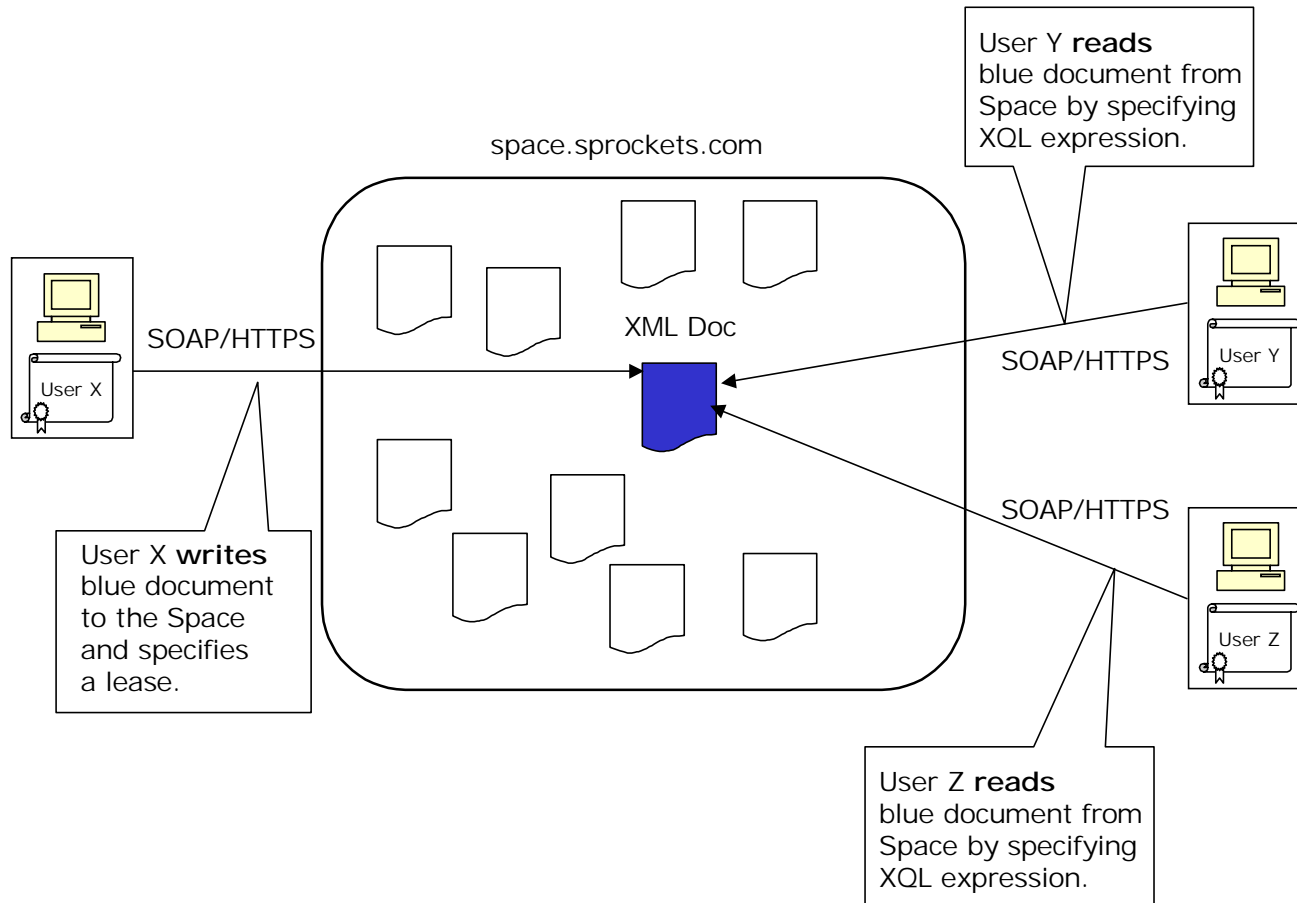 User Y reads
blue document from
Space by specifying
XQL expression.
space.sprockets.com
XML Doc
SOAP/HTTPS
User X
SOAP/HTTPS
User Y
User X writes
blue document
to the Space
and specifies
a lease.
SOAP/HTTPS
User Z
User Z reads
blue document from
Space by specifying
XQL expression.